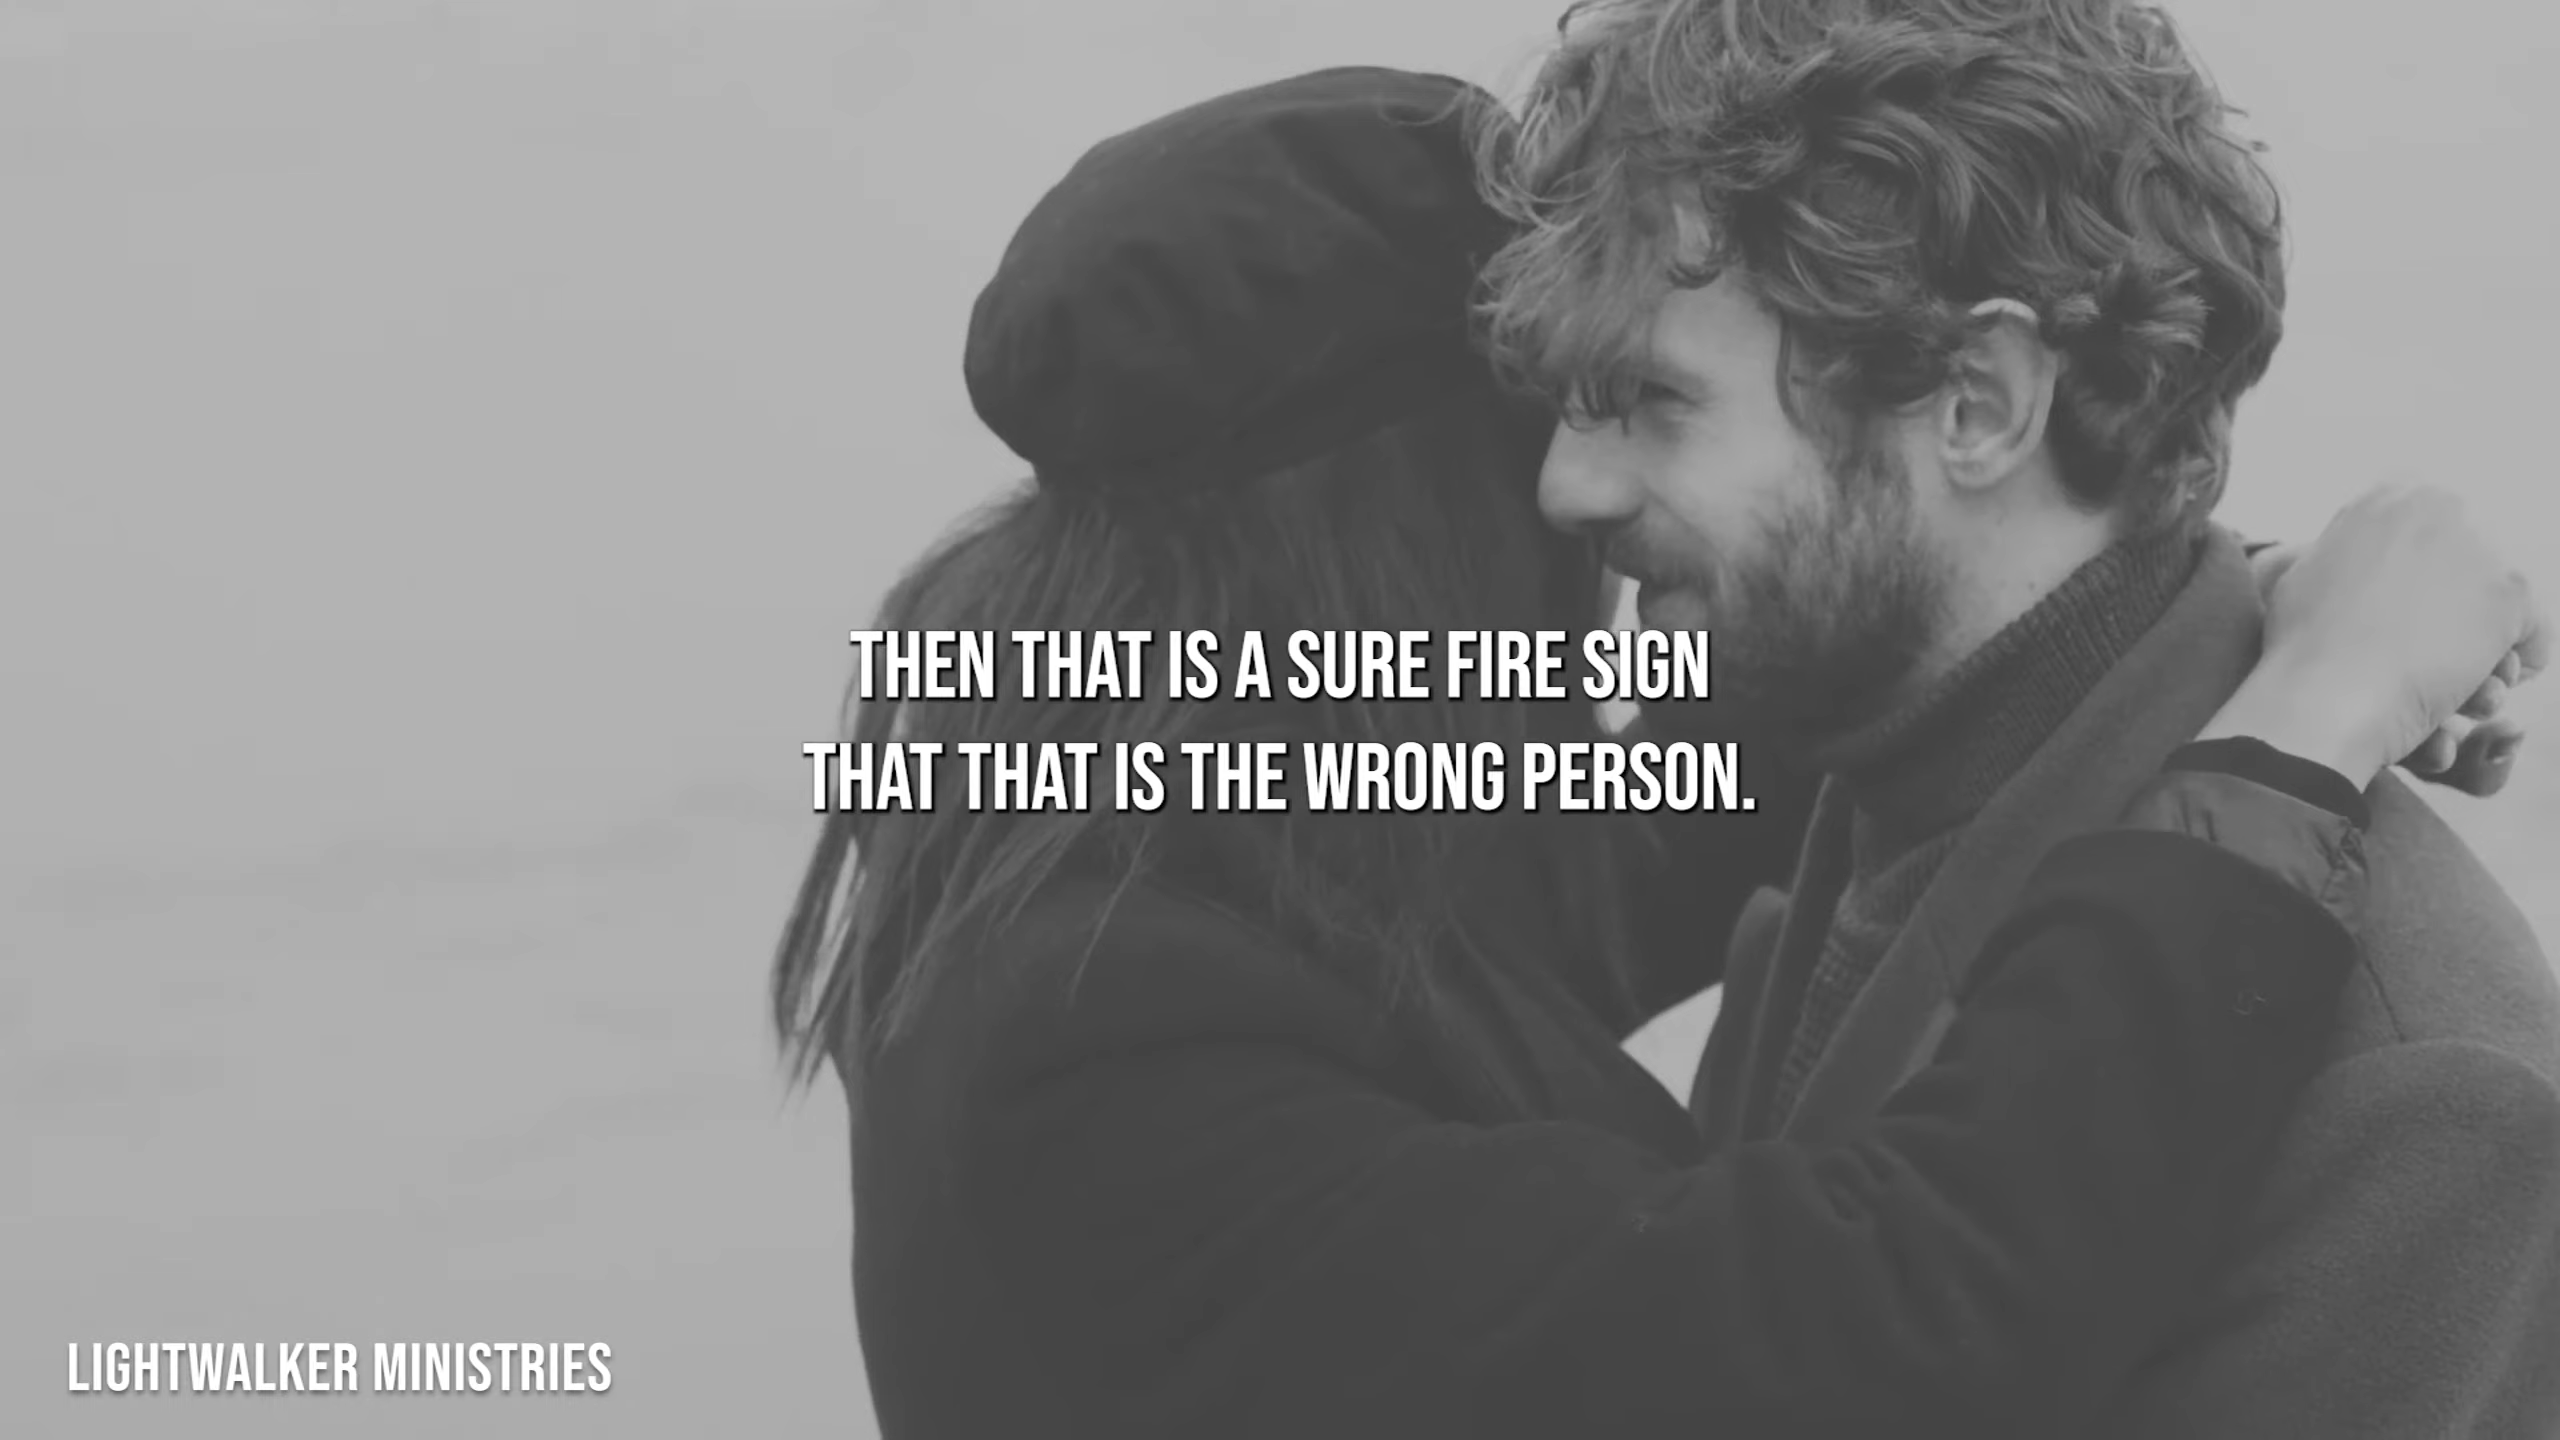 THEN THAT IS A SURE FIRE SIGN
THAT THAT IS THE WRONG PERSON.
LIGHTWALKER MINISTRIES